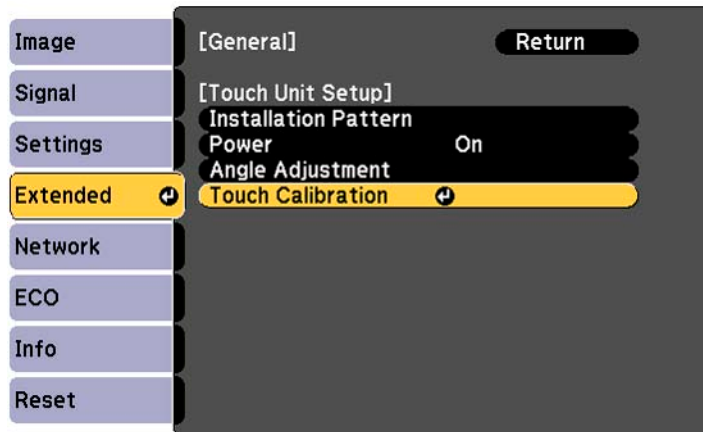 Image
Signal
Settings
Extended
Network
ECO
Info
Reset
[General] Return
[Touch Unit Setup]
Installation Pattern
Power On
Angle Adjustment
Touch Calibration